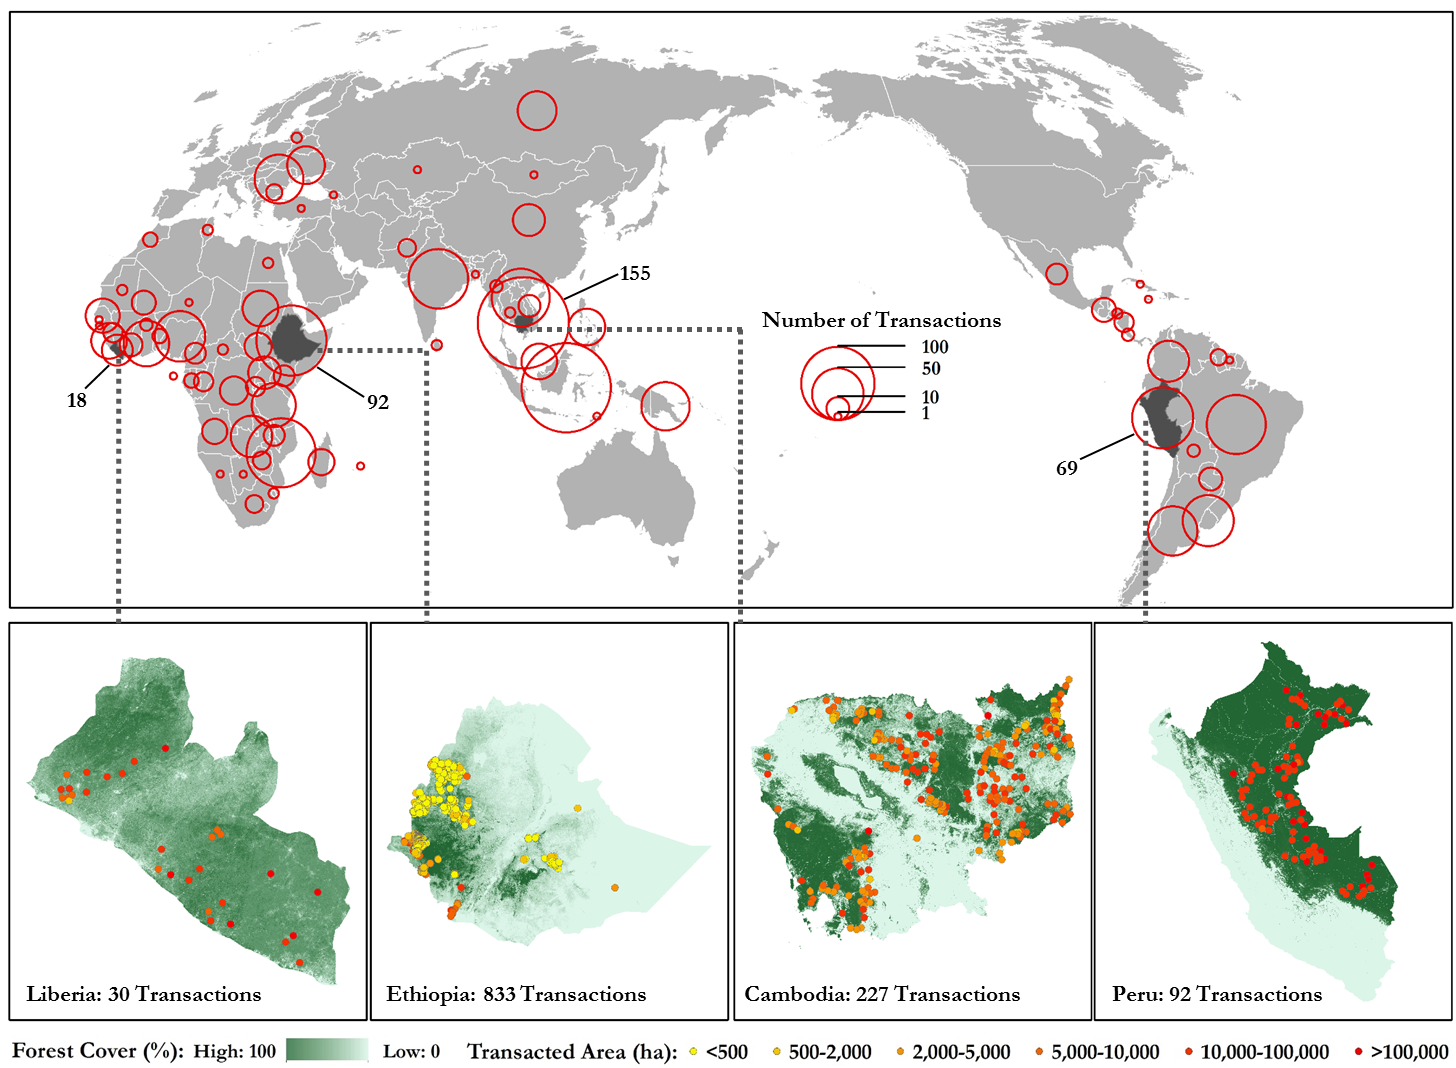 155
Number of Transactions
100
50
10
1
18
92
69
Liberia: 30 Transactions
Ethiopia: 833 Transactions
Cambodia: 227 Transactions
Peru: 92 Transactions
Forest Cover (%): High: 100 Low: 0 Transacted Area (ha): <500 500-2,000 2,000-5,000 5,000-10,000 10,000-100,000 >100,000